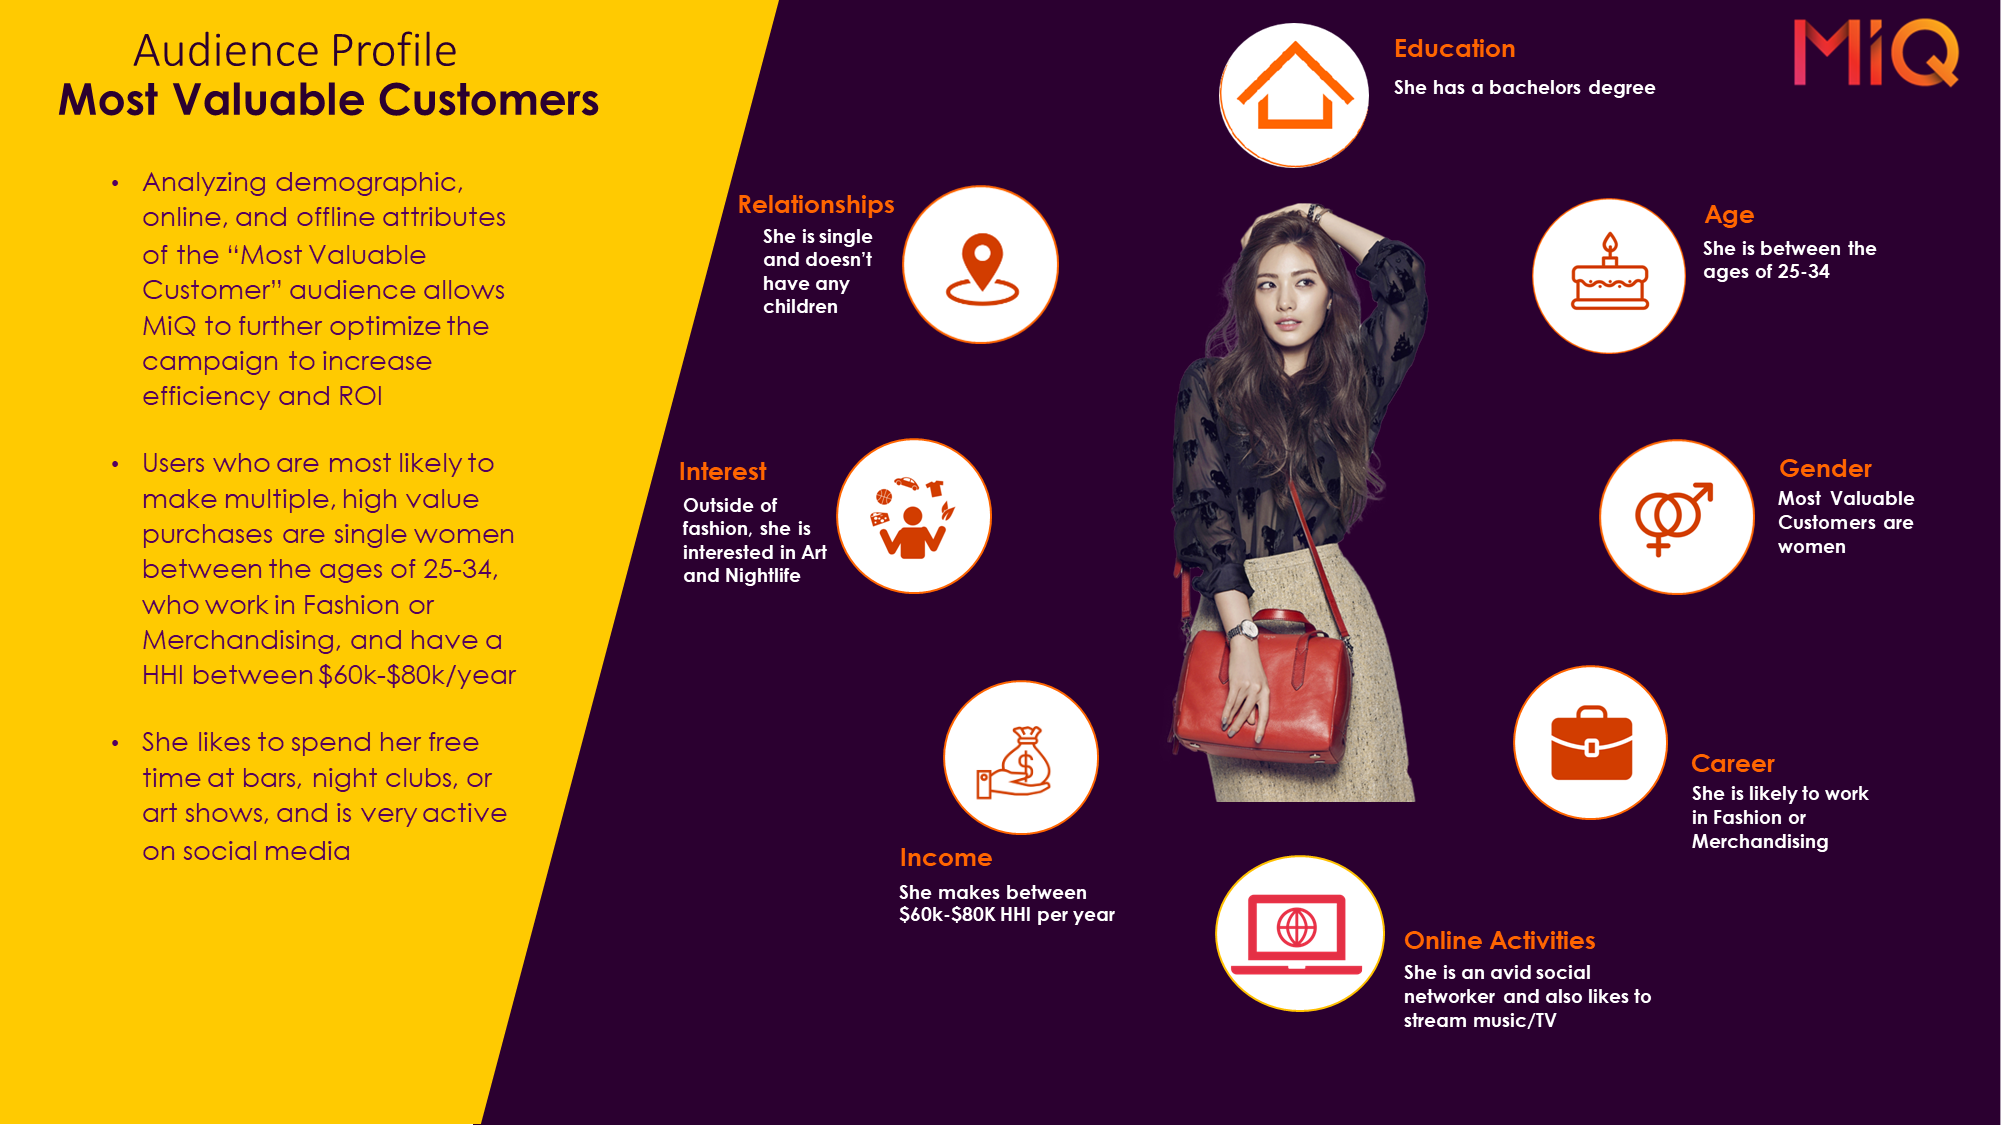 Audience Profile
Most Valuable Customers
• Analyzing demographic,
online, and offline attributes
of the “Most Valuable
Customer” audience allows
MiQ to further optimize the
campaign to increase
efficiency and ROI
• Users who are most likely to
make multiple, high value
purchases are single women
between the ages of 25-34,
who work in Fashion or
Merchandising, and have a
HHI between $60k-$80k/year
• She likes to spend her free
time at bars, night clubs, or
art shows, and is very active
on social media
MiQ
Education
She has a bachelors degree
Relationships
She is single
and doesn’t
have any
children
Age
She is between the
ages of 25-34
Interest
Outside of
fashion, she is
interested in Art
and Nightlife
Gender
Most Valuable
Customers are
women
Income
She makes between
$60k-$80K HHI per year
Career
She is likely to work
in Fashion or
Merchandising
Online Activities
She is an avid social
networker and also likes to
stream music/TV